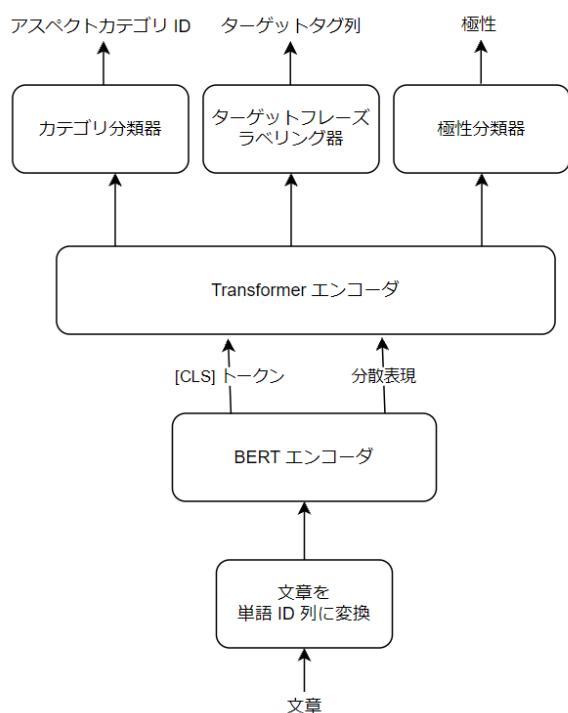 アスペクトカテゴリ ID
ターゲットタグ列
極性
カテゴリ分類器
ターゲットフレーズ
ラベリング器
極性分類器
Transformer エンコーダ
[CLS] トークン
分散表現
BERT エンコーダ
文章を
単語 ID 列に変換
文章